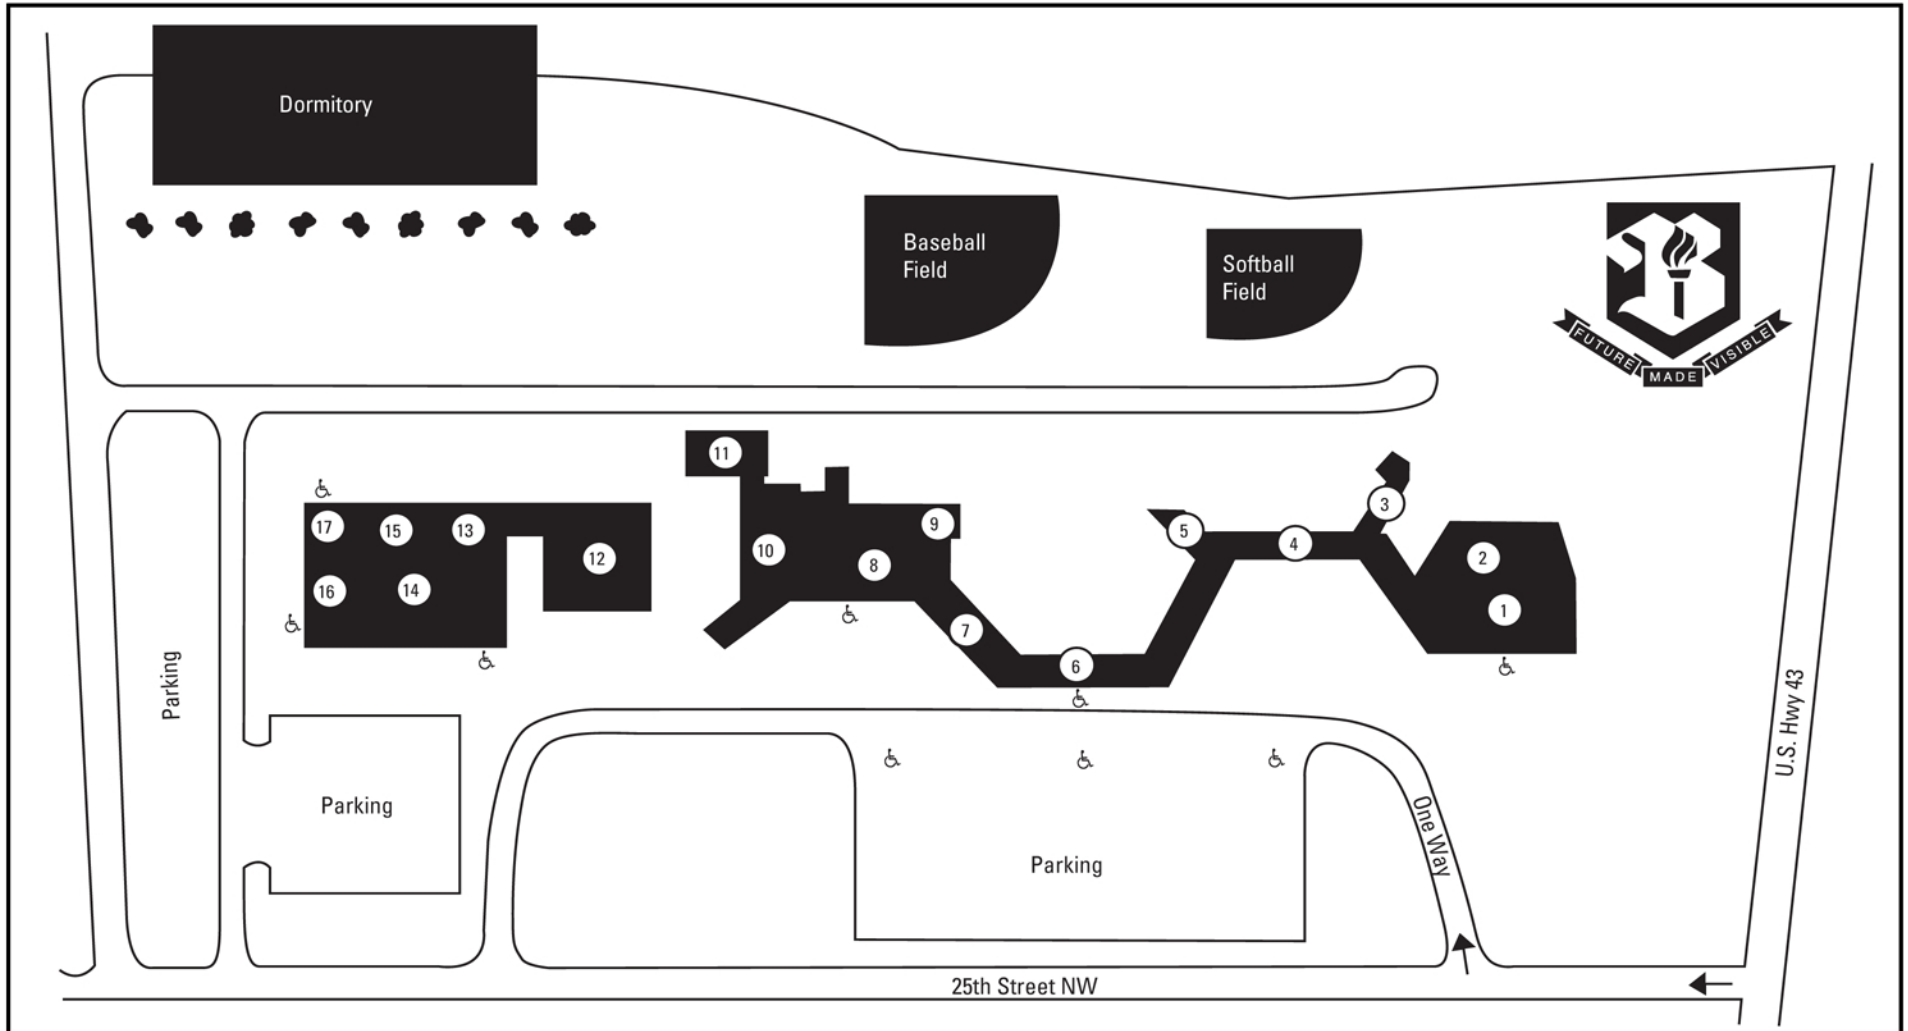 Dormitory
Baseball
Field
Softball
Field
FUTURE
MADE
VISIBLE
11
3
17
15
13
9
5
4
12
10
8
2
16
14
1
7
6
Parking
Parking
Parking
One Way
U.S. Hwy 43
25th Street NW